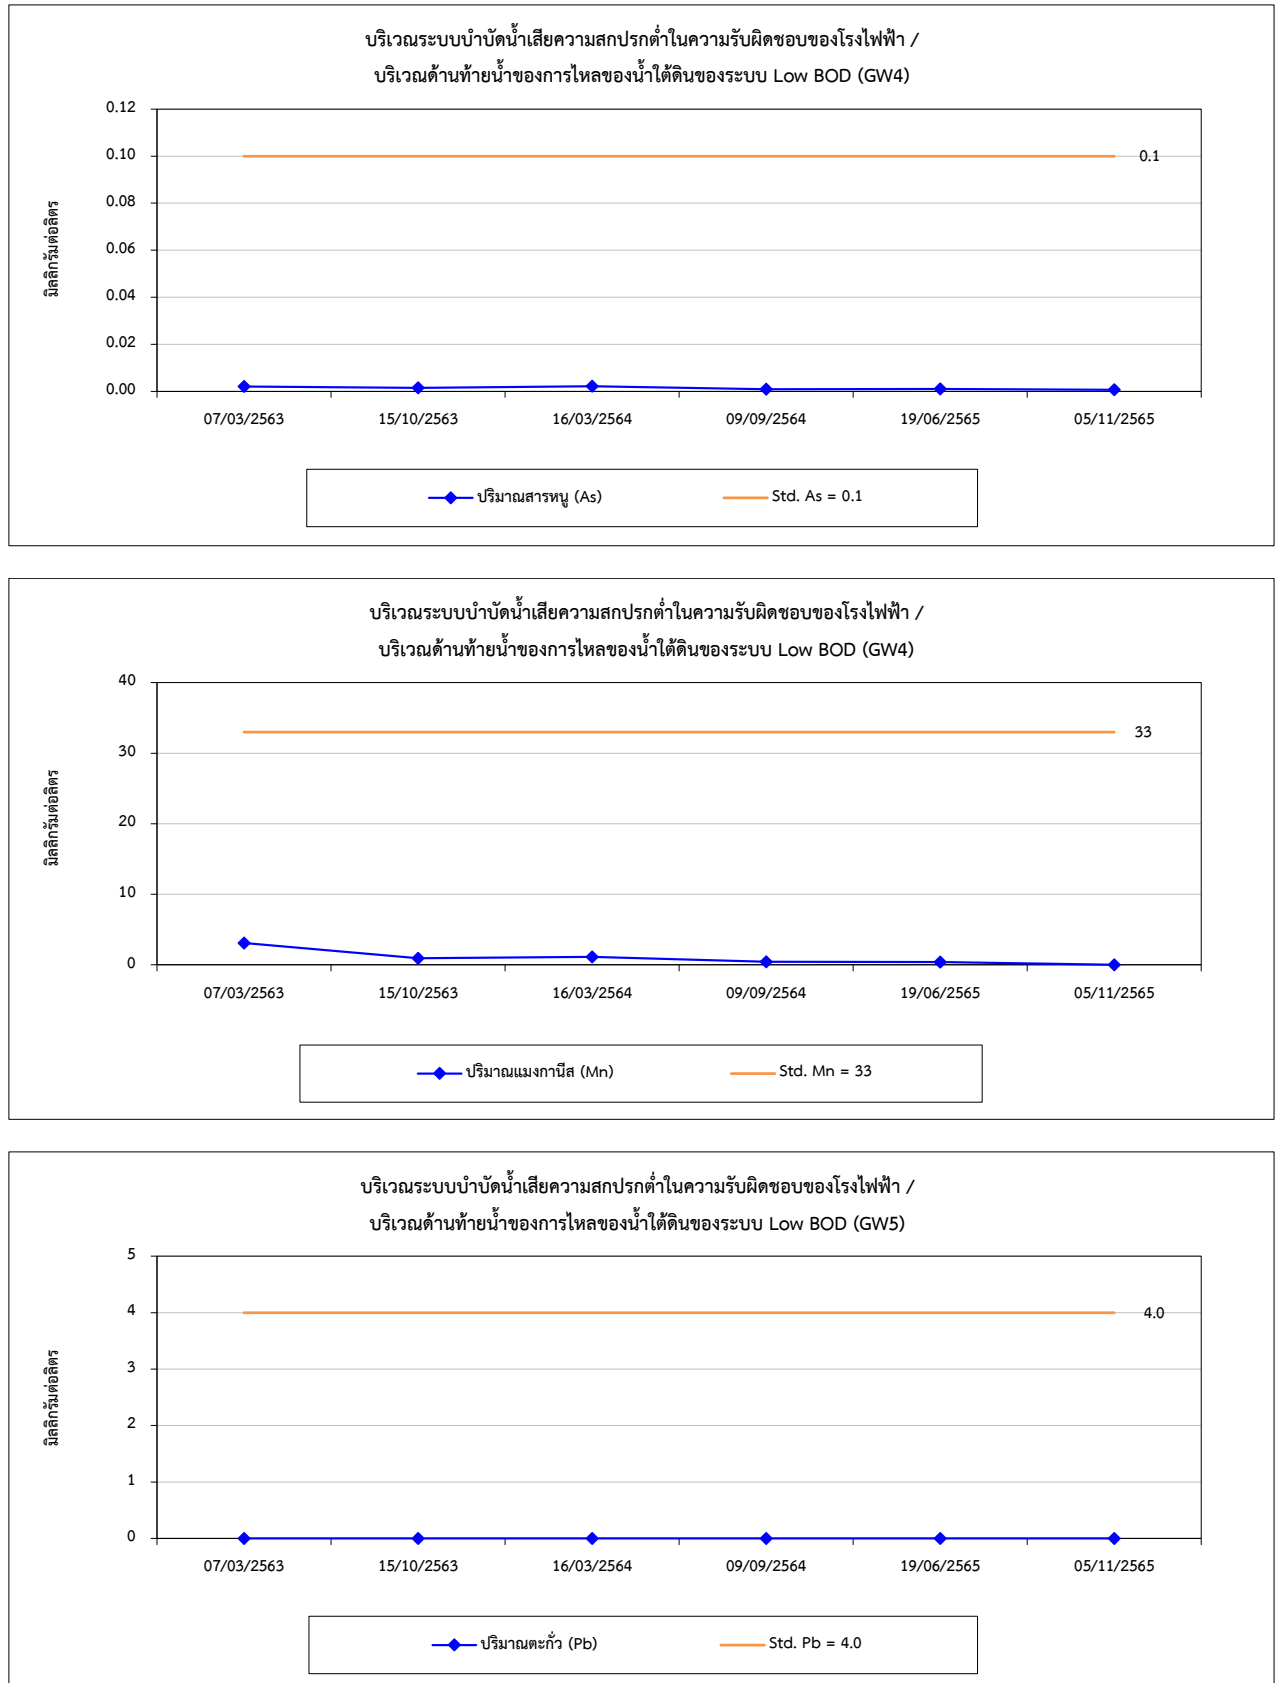 บริเวณระบบบำบัดน้ำเสียความสกปรกต่ำในความรับผิดชอบของโรงไฟฟ้า /
บริเวณด้านท้ายน้ำของการไหลของน้ำใต้ดินของระบบ Low BOD (GW4)
มิลลิกรัมต่อลิตร
0.12
0.10
0.08
0.06
0.04
0.02
0.00
0.1
07/03/2563 15/10/2563 16/03/2564 09/09/2564 19/06/2565 05/11/2565
ปริมาณสารหนู (As) Std. As = 0.1
บริเวณระบบบำบัดน้ำเสียความสกปรกต่ำในความรับผิดชอบของโรงไฟฟ้า /
บริเวณด้านท้ายน้ำของการไหลของน้ำใต้ดินของระบบ Low BOD (GW4)
มิลลิกรัมต่อลิตร
40
30
20
10
0
33
07/03/2563 15/10/2563 16/03/2564 09/09/2564 19/06/2565 05/11/2565
ปริมาณแมงกานีส (Mn) Std. Mn = 33
บริเวณระบบบำบัดน้ำเสียความสกปรกต่ำในความรับผิดชอบของโรงไฟฟ้า /
บริเวณด้านท้ายน้ำของการไหลของน้ำใต้ดินของระบบ Low BOD (GW5)
มิลลิกรัมต่อลิตร
5
4
3
2
1
0
4.0
07/03/2563 15/10/2563 16/03/2564 09/09/2564 19/06/2565 05/11/2565
ปริมาณตะกั่ว (Pb) Std. Pb = 4.0